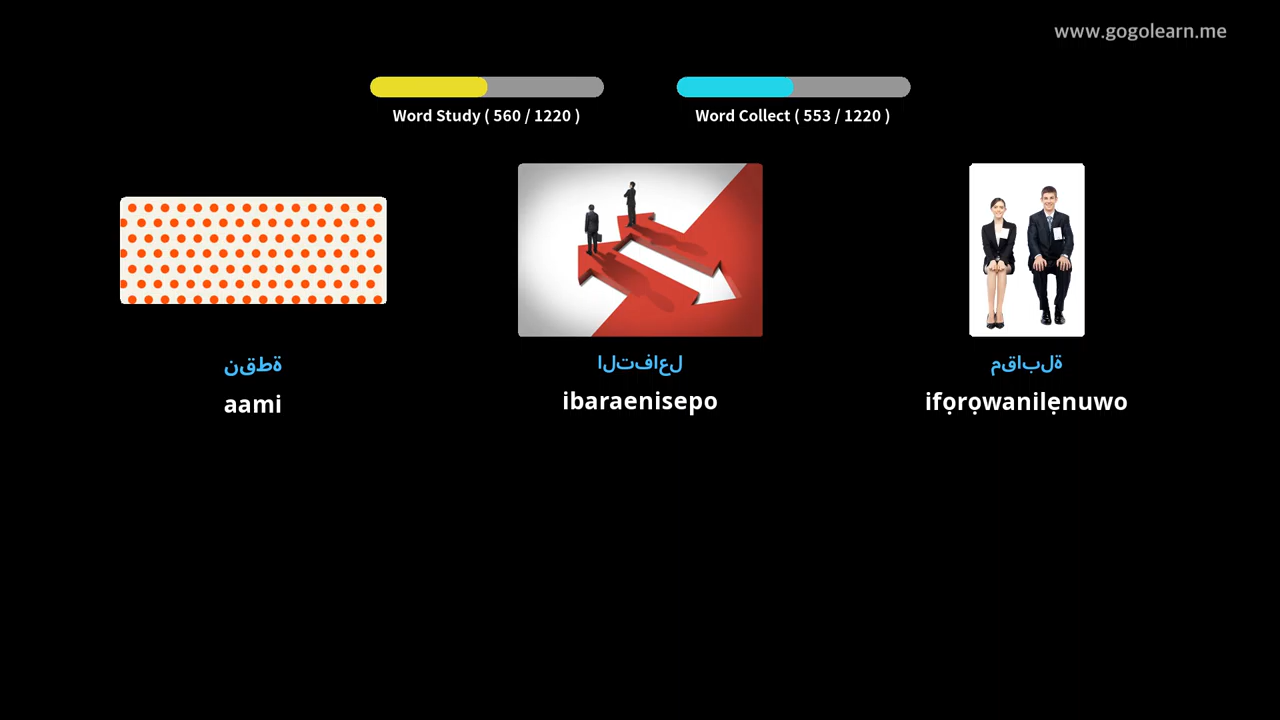 www.gogolearn.me
Word Study ( 560 / 1220 )
Word Collect ( 553 / 1220 )
نقطة
aami
التفاعل
ibaraenisepo
مقابلة
ifọrọwanilẹnuwo